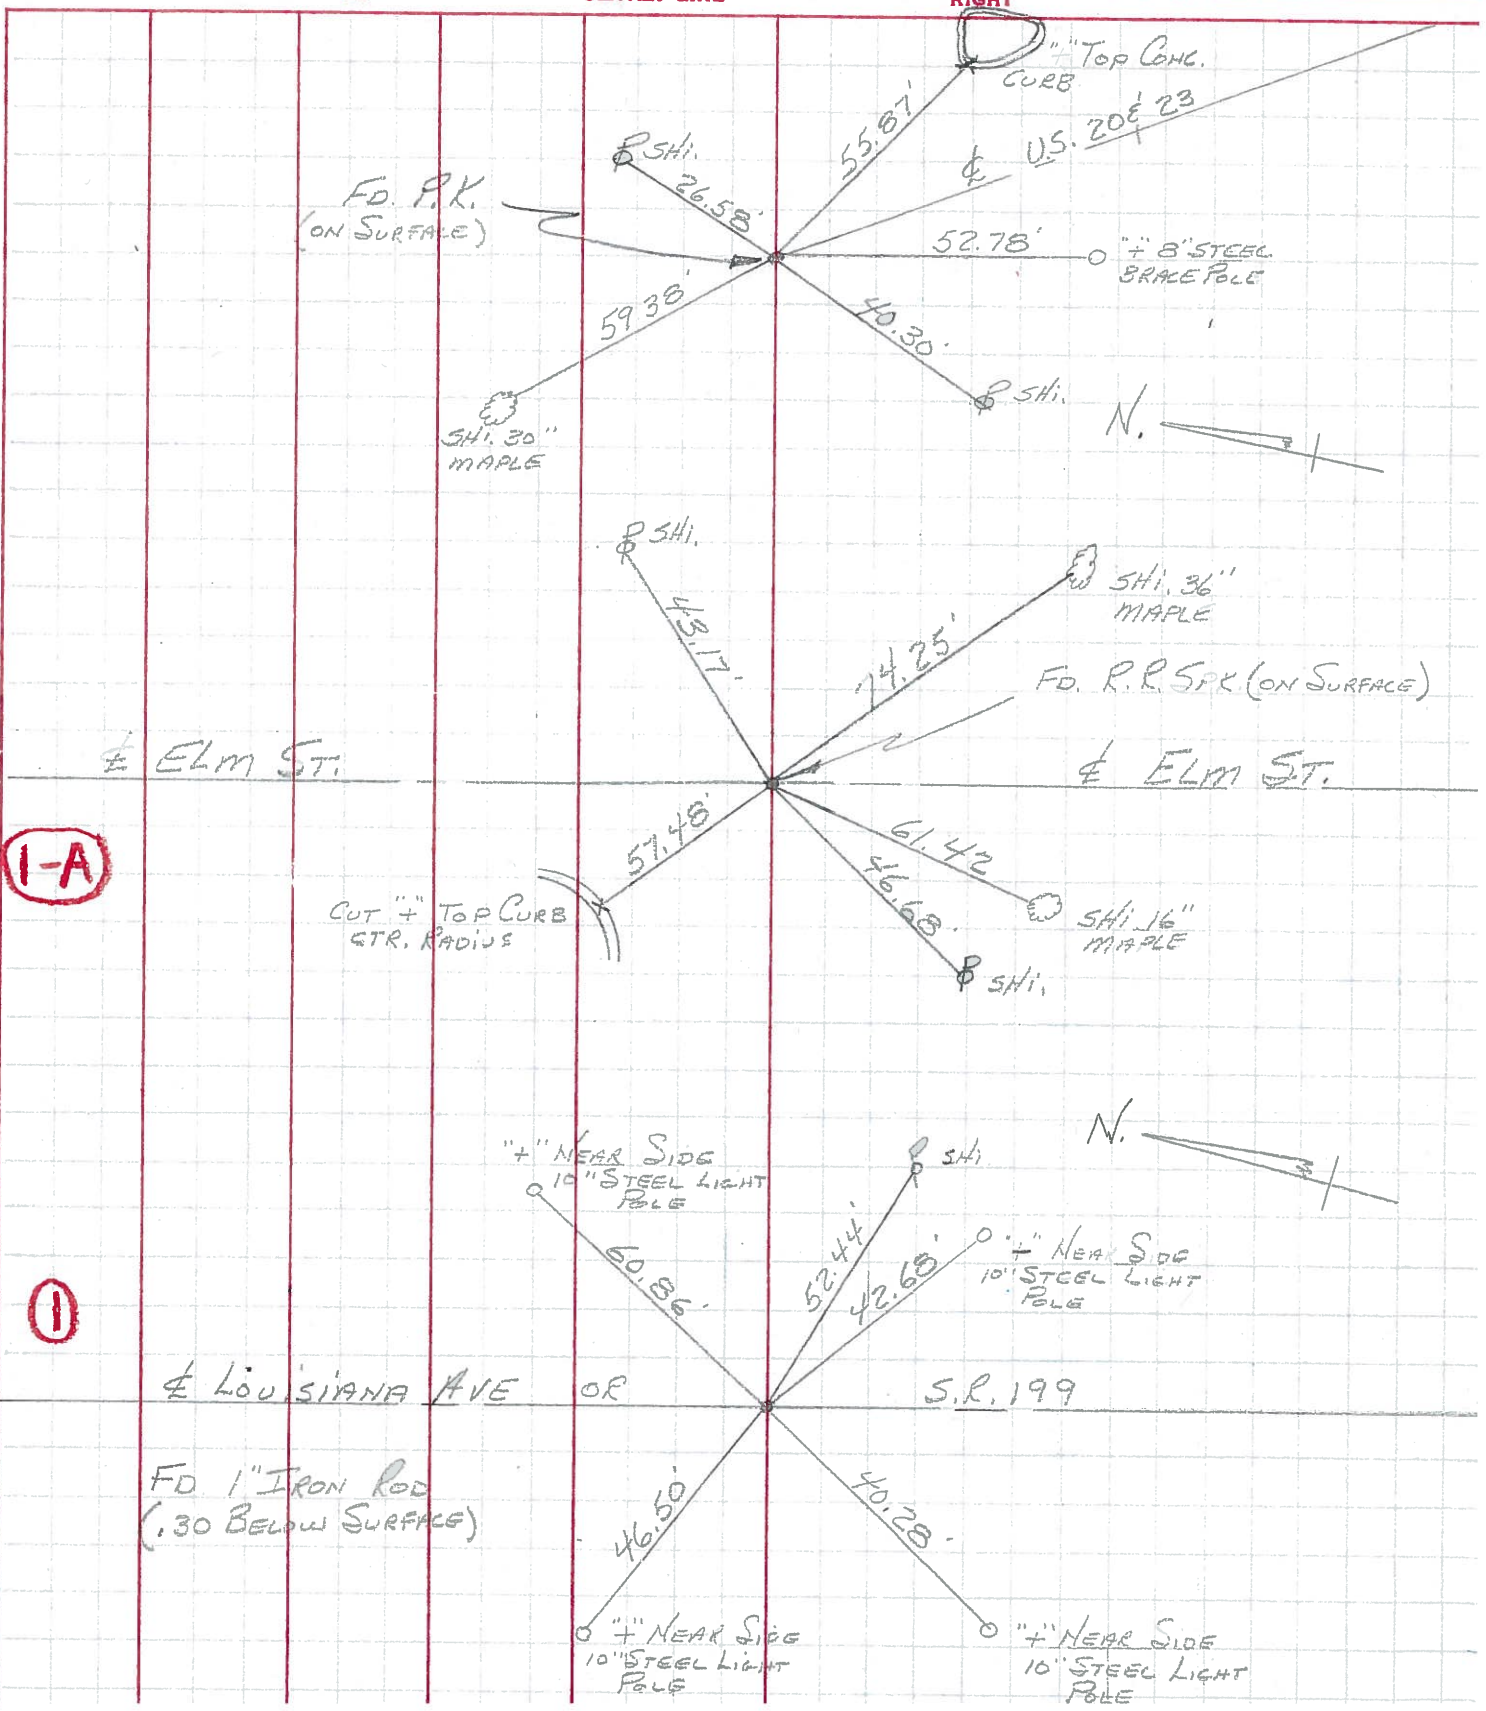 RIGHT
"+" TOP CONC.
CURB
55.87'
℄ U.S. 20 & 23
SHI.
26.58'
FD. P.K.
(ON SURFACE)
52.78'
"+" 8" STEEL
BRACE POLE
59.38'
40.30'
SHI.
SHI. 30"
MAPLE
N.
SHI.
SHI. 36"
MAPLE
74.25'
FD. R.R. SPK (ON SURFACE)
℄ ELM ST.
℄ ELM ST.
57.48'
61.42
46.68'
1-A
CUT "+" TOP CURB
CTR. RADIUS
SHI. 16"
MAPLE
SHI.
N.
"+" NEAR SIDE
10" STEEL LIGHT
POLE
SHI
60.86'
52.44'
42.68'
"+" NEAR SIDE
10" STEEL LIGHT
POLE
1
℄ LOUISIANA AVE OR S.R. 199
FD 1" IRON ROD
(.30 BELOW SURFACE)
46.50'
40.28'
"+" NEAR SIDE
10" STEEL LIGHT
POLE
"+" NEAR SIDE
10" STEEL LIGHT
POLE